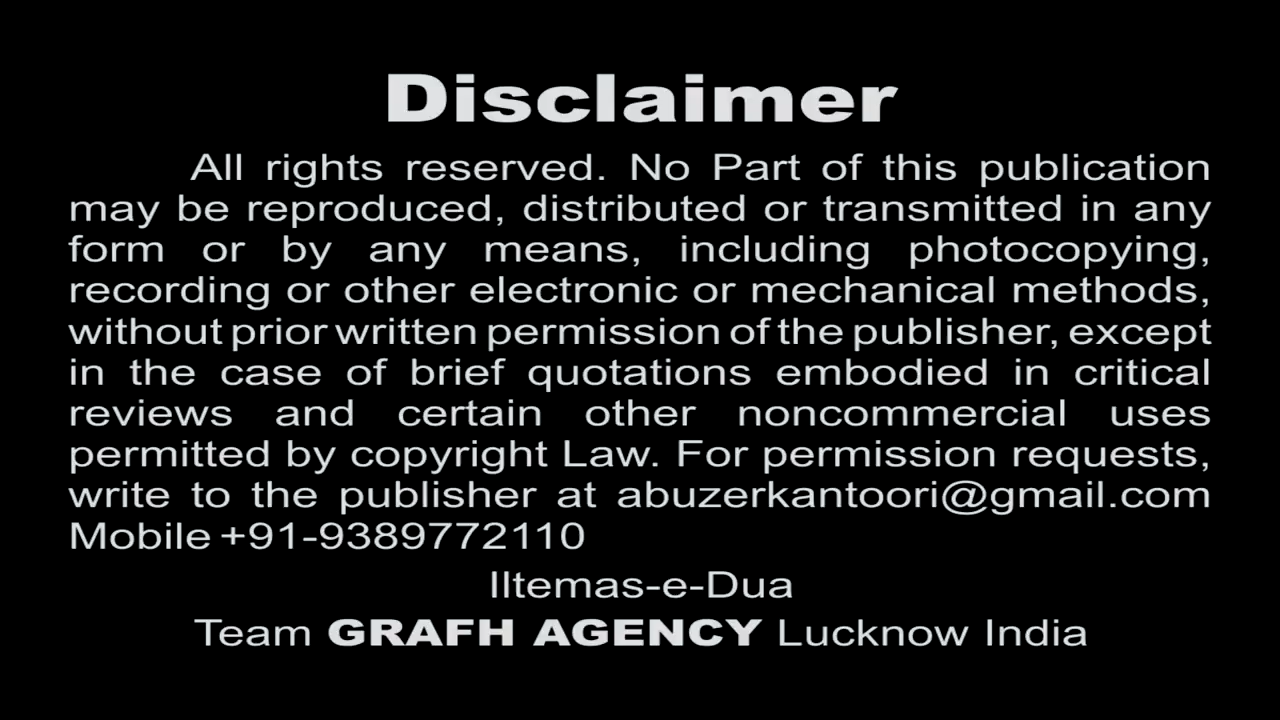 Disclaimer
All rights reserved. No Part of this publication
may be reproduced, distributed or transmitted in any
form or by any means, including photocopying,
recording or other electronic or mechanical methods,
without prior written permission of the publisher, except
in the case of brief quotations embodied in critical
reviews and certain other noncommercial uses
permitted by copyright Law. For permission requests,
write to the publisher at abuzerkantoori@gmail.com
Mobile +91-9389772110
IItemas-e-Dua
Team GRAFH AGENCY Lucknow India